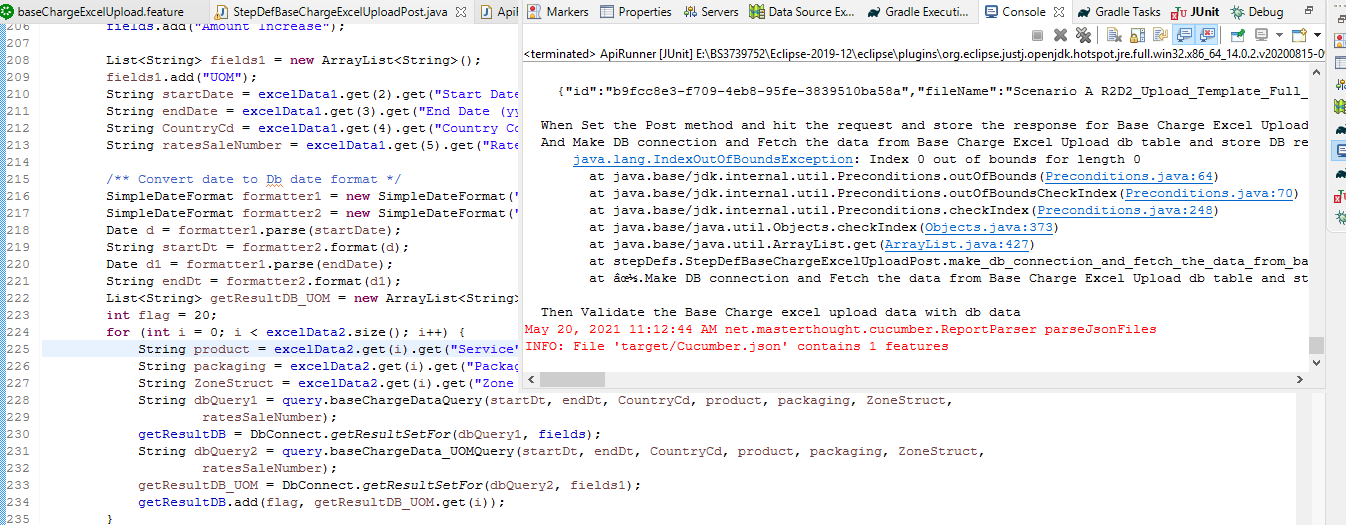 baseChargeExcelUpload.feature
StepDefBaseChargeExcelUploadPost.java
Markers
Properties
Servers
Data Source Ex...
Gradle Executi...
Console
Gradle Tasks
JUnit
Debug
206 fields.add("Amount Increase");
207
208 List<String> fields1 = new ArrayList<String>();
209 fields1.add("UOM");
210 String startDate = excelData1.get(2).get("Start Date
211 String endDate = excelData1.get(3).get("End Date (yy
212 String CountryCd = excelData1.get(4).get("Country Co
213 String ratesSaleNumber = excelData1.get(5).get("Rate
214
215 /** Convert date to Db date format */
216 SimpleDateFormat formatter1 = new SimpleDateFormat("
217 SimpleDateFormat formatter2 = new SimpleDateFormat("
218 Date d = formatter1.parse(startDate);
219 String startDt = formatter2.format(d);
220 Date d1 = formatter1.parse(endDate);
221 String endDt = formatter2.format(d1);
222 List<String> getResultDB_UOM = new ArrayList<String>
223 int flag = 20;
224 for (int i = 0; i < excelData2.size(); i++) {
225 String product = excelData2.get(i).get("Service"
226 String packaging = excelData2.get(i).get("Packag
227 String ZoneStruct = excelData2.get(i).get("Zone
228 String dbQuery1 = query.baseChargeDataQuery(startDt, endDt, CountryCd, product, packaging, ZoneStruct,
229 ratesSaleNumber);
230 getResultDB = DbConnect.getResultSetFor(dbQuery1, fields);
231 String dbQuery2 = query.baseChargeData_UOMQuery(startDt, endDt, CountryCd, product, packaging, ZoneStruct,
232 ratesSaleNumber);
233 getResultDB_UOM = DbConnect.getResultSetFor(dbQuery2, fields1);
234 getResultDB.add(flag, getResultDB_UOM.get(i));
235 }
<terminated> ApiRunner [JUnit] E:\BS3739752\Eclipse-2019-12\eclipse\plugins\org.eclipse.justj.openjdk.hotspot.jre.full.win32.x86_64_14.0.2.v20200815-0
{"id":"b9fcc8e3-f709-4eb8-95fe-3839510ba58a","fileName":"Scenario A R2D2_Upload_Template_Full_
When Set the Post method and hit the request and store the response for Base Charge Excel Upload
And Make DB connection and Fetch the data from Base Charge Excel Upload db table and store DB re
java.lang.IndexOutOfBoundsException: Index 0 out of bounds for length 0
at java.base/jdk.internal.util.Preconditions.outOfBounds(Preconditions.java:64)
at java.base/jdk.internal.util.Preconditions.outOfBoundsCheckIndex(Preconditions.java:70)
at java.base/jdk.internal.util.Preconditions.checkIndex(Preconditions.java:248)
at java.base/java.util.Objects.checkIndex(Objects.java:373)
at java.base/java.util.ArrayList.get(ArrayList.java:427)
at stepDefs.StepDefBaseChargeExcelUploadPost.make_db_connection_and_fetch_the_data_from_ba
at âœ½.Make DB connection and Fetch the data from Base Charge Excel Upload db table and st
Then Validate the Base Charge excel upload data with db data
May 20, 2021 11:12:44 AM net.masterthought.cucumber.ReportParser parseJsonFiles
INFO: File 'target/Cucumber.json' contains 1 features